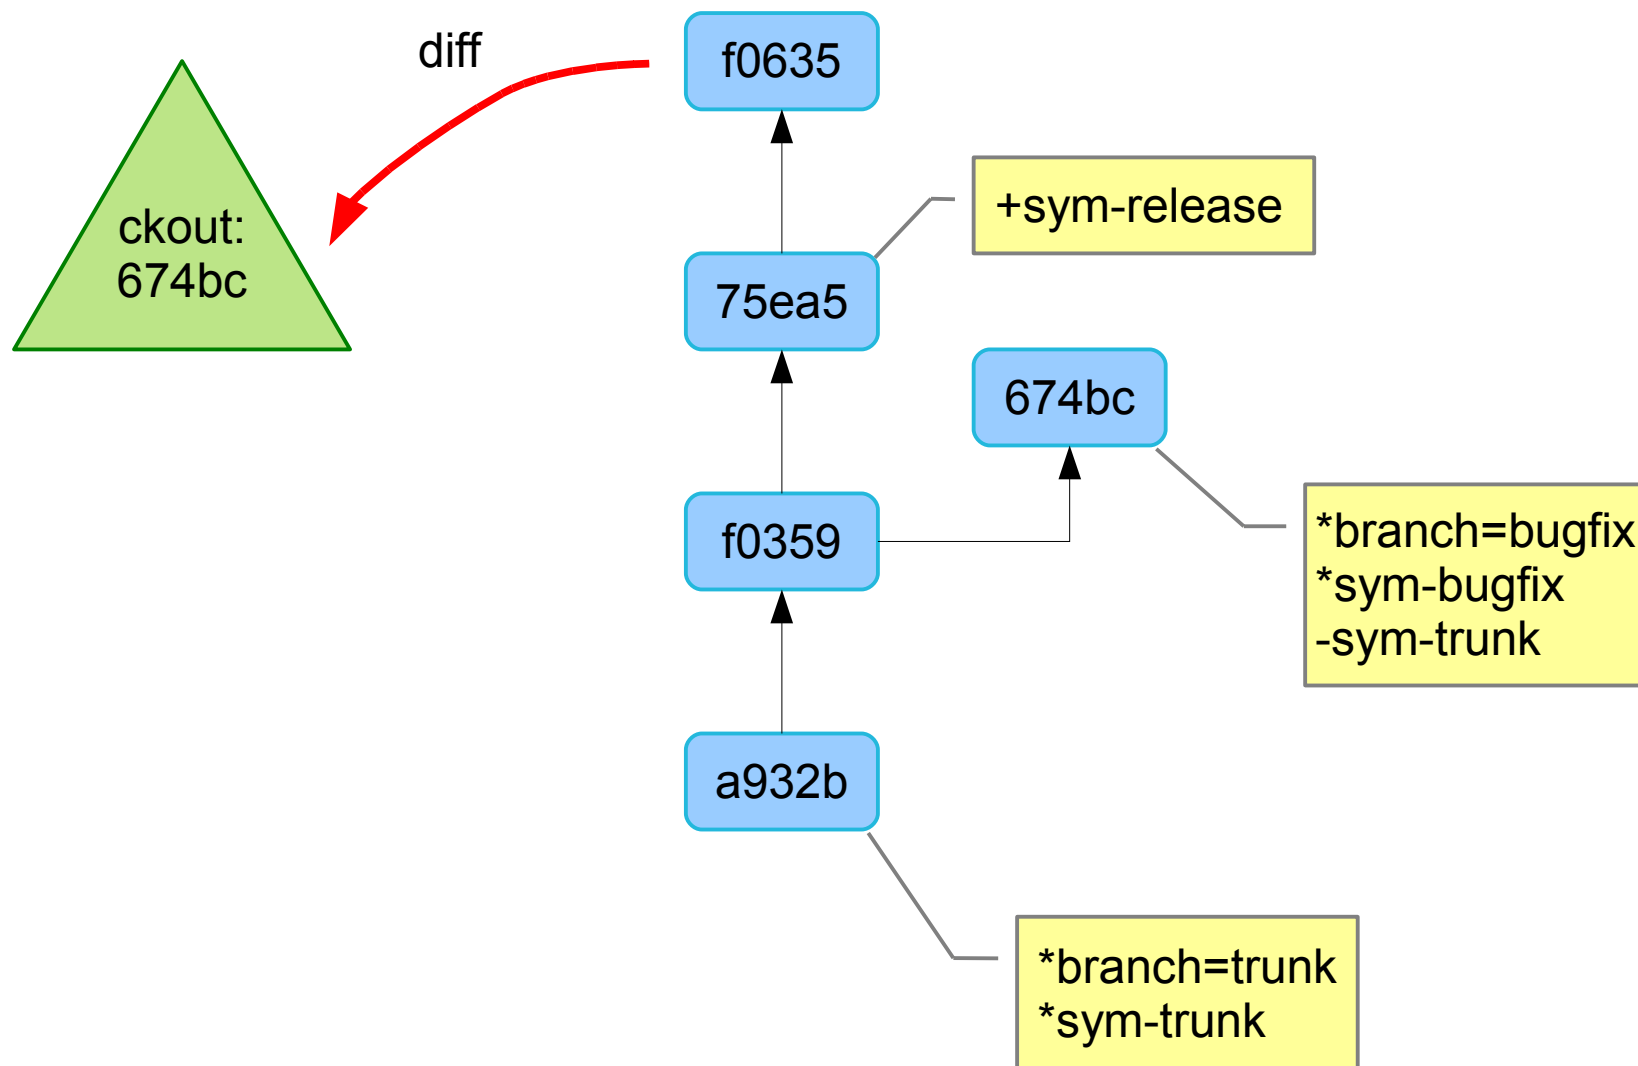 diff
f0635
ckout:
674bc
+sym-release
75ea5
674bc
f0359
*branch=bugfix
*sym-bugfix
-sym-trunk
a932b
*branch=trunk
*sym-trunk